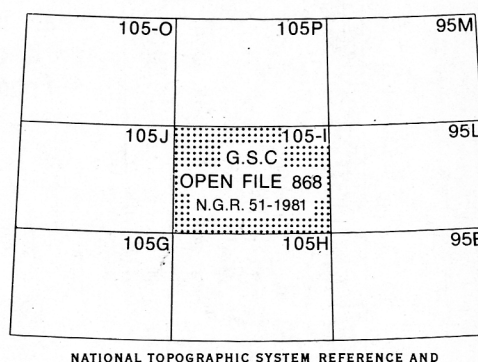 105-O 105P 95M
105J 105-I 95L
G.S.C
OPEN FILE 868
N.G.R. 51-1981
105G 105H 95E
NATIONAL TOPOGRAPHIC SYSTEM REFERENCE AND